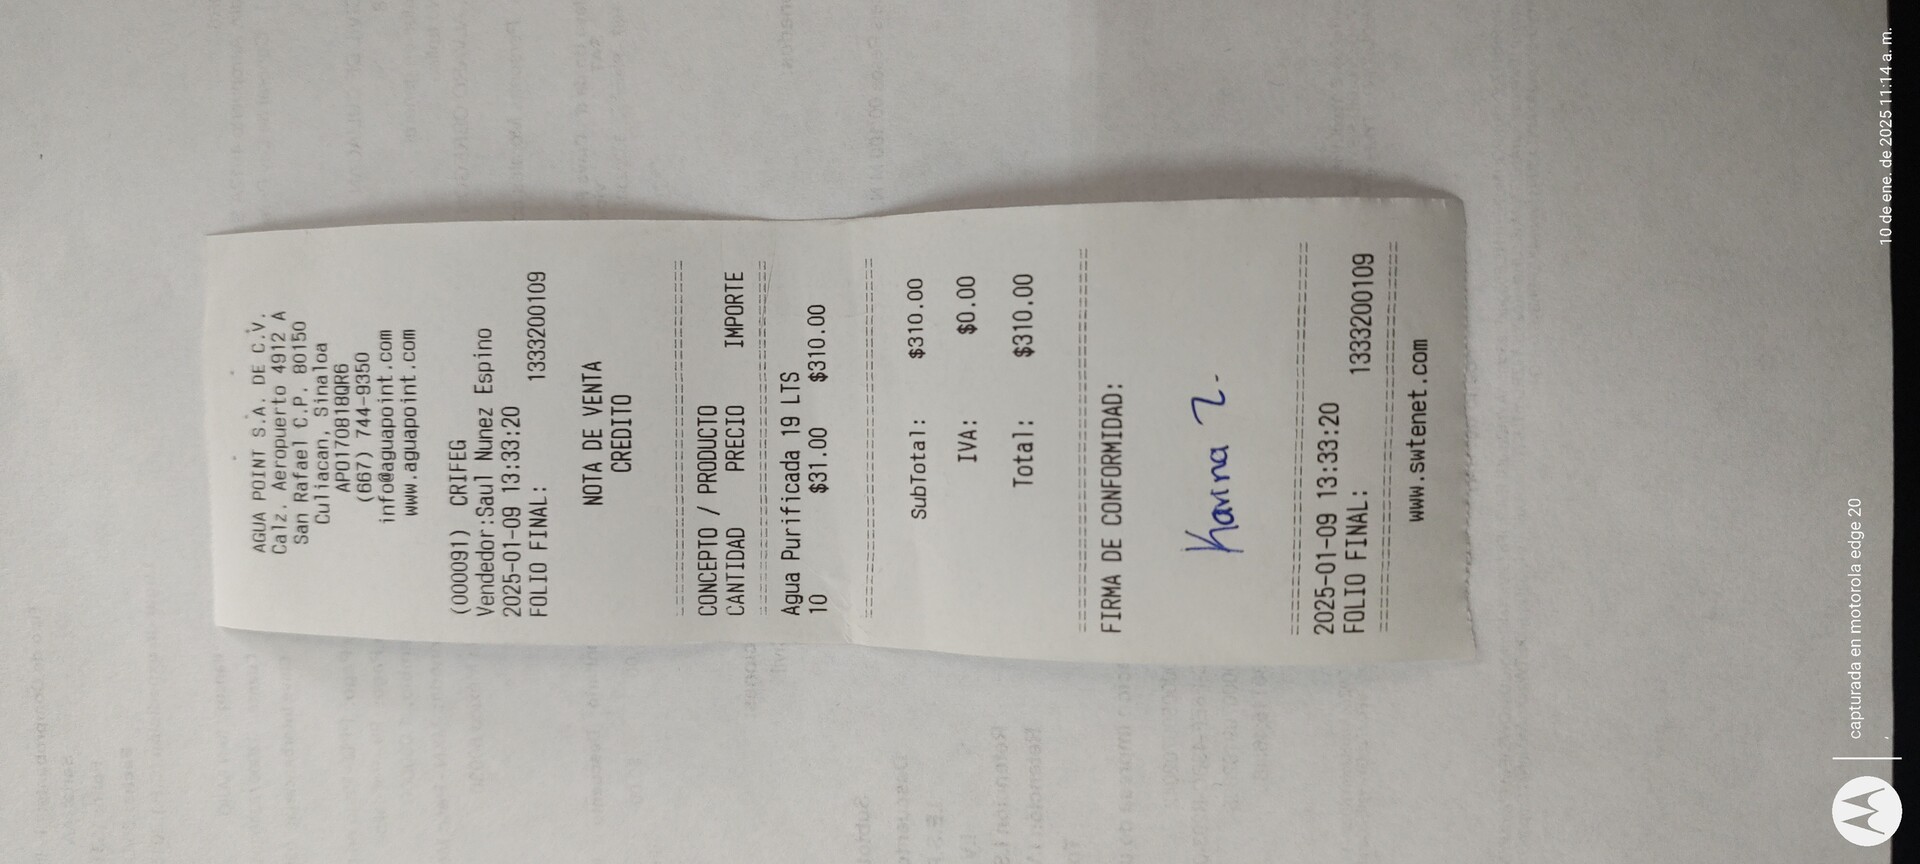 AGUA POINT S.A. DE C.V.
Calz. Aeropuerto 4912 A
San Rafael C.P. 80150
Culiacan, Sinaloa
APO170818QR6
(667) 744-9350
info@aguapoint.com
www.aguapoint.com
(000091) CRIFEG
Vendedor:Saul Nunez Espino
2025-01-09 13:33:20
FOLIO FINAL: 1333200109
NOTA DE VENTA
CREDITO
==============================
CONCEPTO / PRODUCTO
CANTIDAD PRECIO IMPORTE
==============================
Agua Purificada 19 LTS
10 $31.00 $310.00
==============================
SubTotal: $310.00
IVA: $0.00
Total: $310.00
==============================
FIRMA DE CONFORMIDAD:
Karina Z.
==============================
2025-01-09 13:33:20
FOLIO FINAL: 1333200109
==============================
www.swtenet.com
capturada en motorola edge 20
10 de ene. de 2025 11:14 a. m.